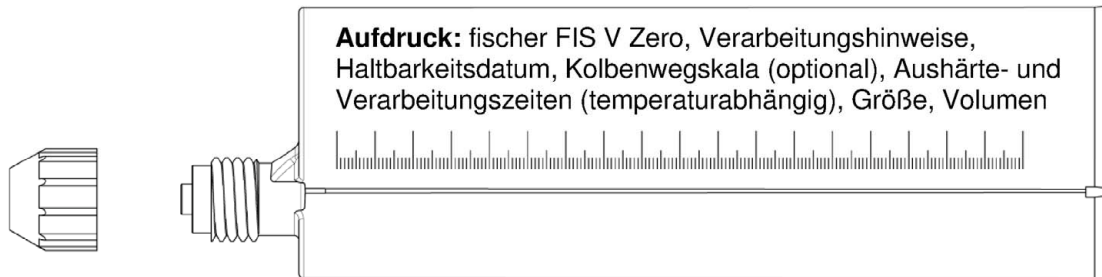 Aufdruck: fischer FIS V Zero, Verarbeitungshinweise,
Haltbarkeitsdatum, Kolbenwegskala (optional), Aushärte- und
Verarbeitungszeiten (temperaturabhängig), Größe, Volumen